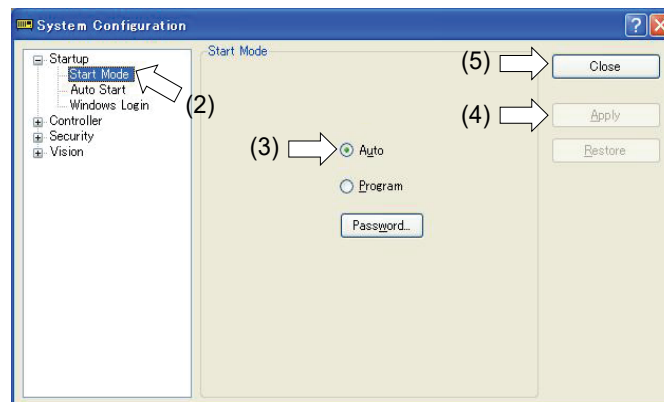 System Configuration
Startup
Start Mode
Auto Start
Windows Login
Controller
Security
Vision
(2)
Start Mode
(3)
Auto
Program
Password...
(5)
Close
(4)
Apply
Restore